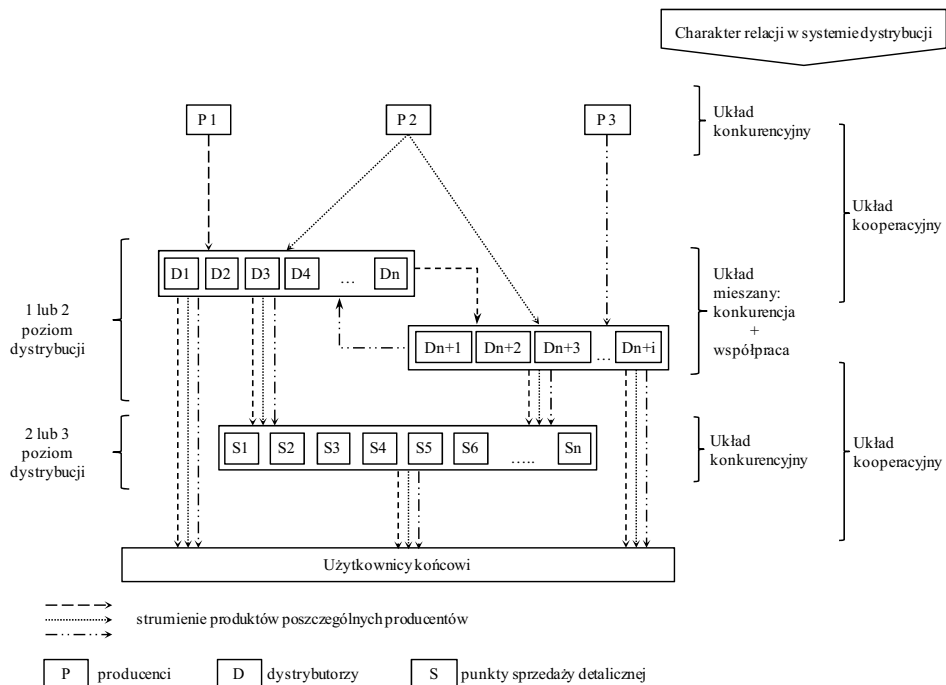 Charakter relacji w systemie dystrybucji
P 1
P 2
P 3
Układ
konkurencyjny
Układ
kooperacyjny
1 lub 2
poziom
dystrybucji
D1 D2 D3 D4 ... Dn
Dn+1 Dn+2 Dn+3 ... Dn+i
Układ
mieszany:
konkurencja
+
współpraca
2 lub 3
poziom
dystrybucji
S1 S2 S3 S4 S5 S6 ..... Sn
Układ
konkurencyjny
Układ
kooperacyjny
Użytkownicy końcowi
strumienie produktów poszczególnych producentów
P producenci
D dystrybutorzy
S punkty sprzedaży detalicznej